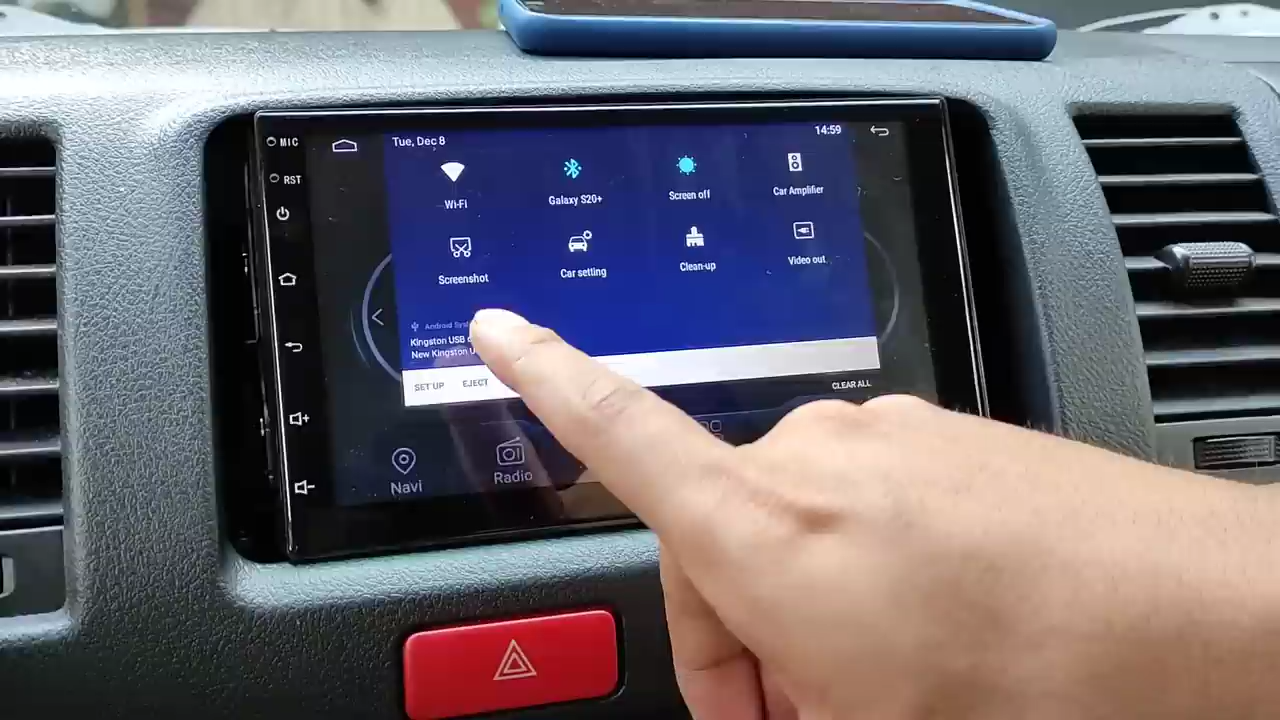 MIC
RST
Tue, Dec 8
14:59
Wi-Fi
Galaxy S20+
Screen off
Car Amplifier
Screenshot
Car setting
Clean-up
Video out
Android
Kingston USB
New Kingston
SET UP
EJECT
CLEAR ALL
Navi
Radio